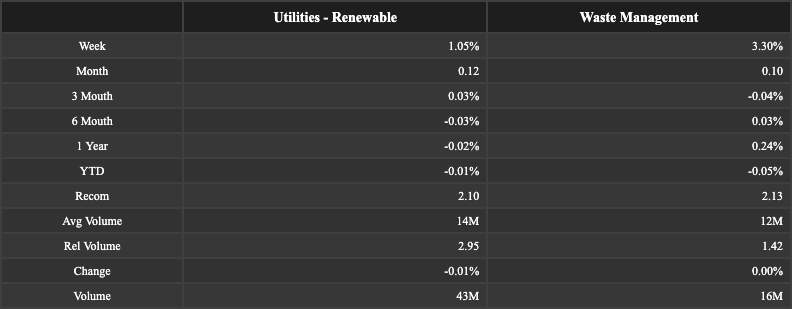 Utilities - Renewable Waste Management
Week 1.05% 3.30%
Month 0.12 0.10
3 Mouth 0.03% -0.04%
6 Mouth -0.03% 0.03%
1 Year -0.02% 0.24%
YTD -0.01% -0.05%
Recom 2.10 2.13
Avg Volume 14M 12M
Rel Volume 2.95 1.42
Change -0.01% 0.00%
Volume 43M 16M